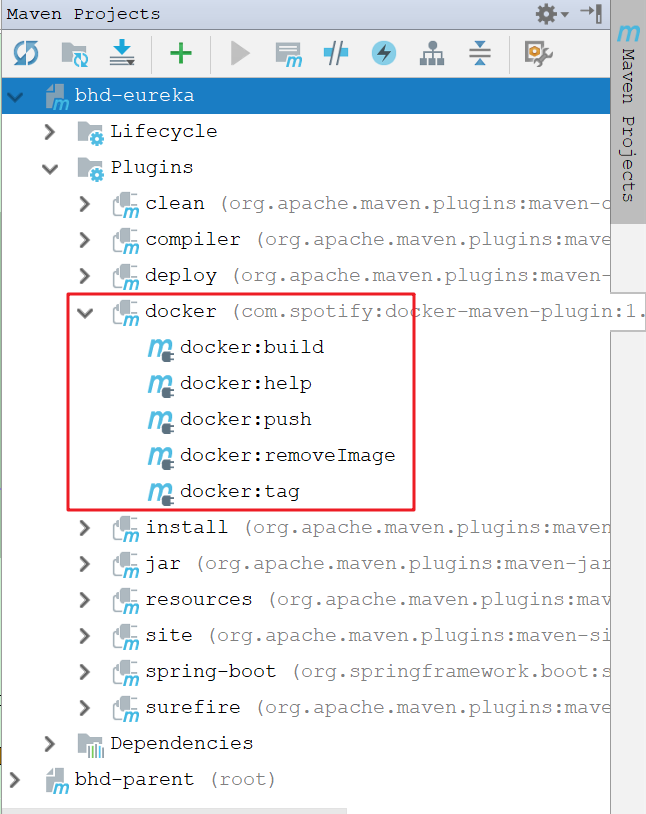 Maven Projects
Maven Projects
bhd-eureka
Lifecycle
Plugins
clean (org.apache.maven.plugins:maven-c
compiler (org.apache.maven.plugins:mave
deploy (org.apache.maven.plugins:maven-
docker (com.spotify:docker-maven-plugin:1.
docker:build
docker:help
docker:push
docker:removeImage
docker:tag
install (org.apache.maven.plugins:maven
jar (org.apache.maven.plugins:maven-jar
resources (org.apache.maven.plugins:mav
site (org.apache.maven.plugins:maven-si
spring-boot (org.springframework.boot:s
surefire (org.apache.maven.plugins:mave
Dependencies
bhd-parent (root)